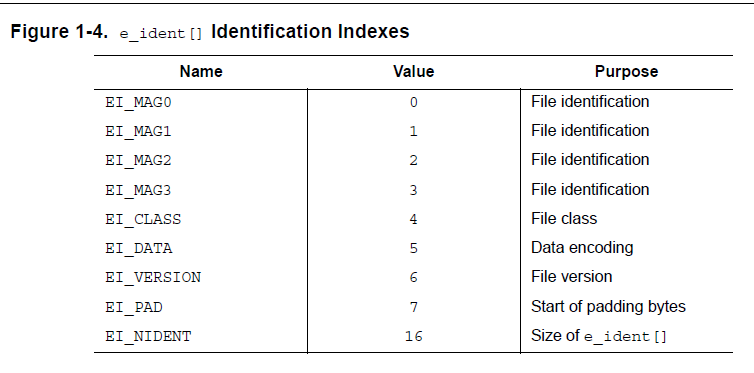 Figure 1-4. e_ident[] Identification Indexes
Name Value Purpose
EI_MAG0 0 File identification
EI_MAG1 1 File identification
EI_MAG2 2 File identification
EI_MAG3 3 File identification
EI_CLASS 4 File class
EI_DATA 5 Data encoding
EI_VERSION 6 File version
EI_PAD 7 Start of padding bytes
EI_NIDENT 16 Size of e_ident[]